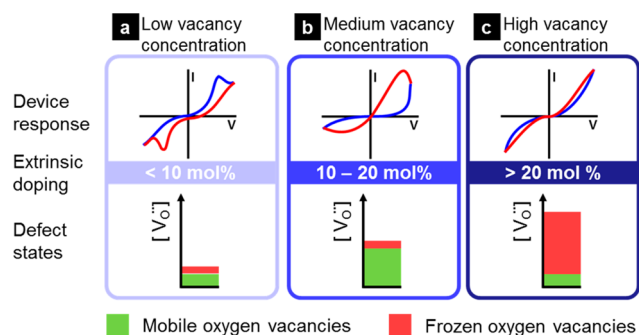 a Low vacancy concentration
b Medium vacancy concentration
c High vacancy concentration
Device response
I
V
I
V
I
V
Extrinsic doping
< 10 mol%
10 – 20 mol%
> 20 mol %
Defect states
[ V_O^¨ ]
[ V_O^¨ ]
[ V_O^¨ ]
Mobile oxygen vacancies
Frozen oxygen vacancies